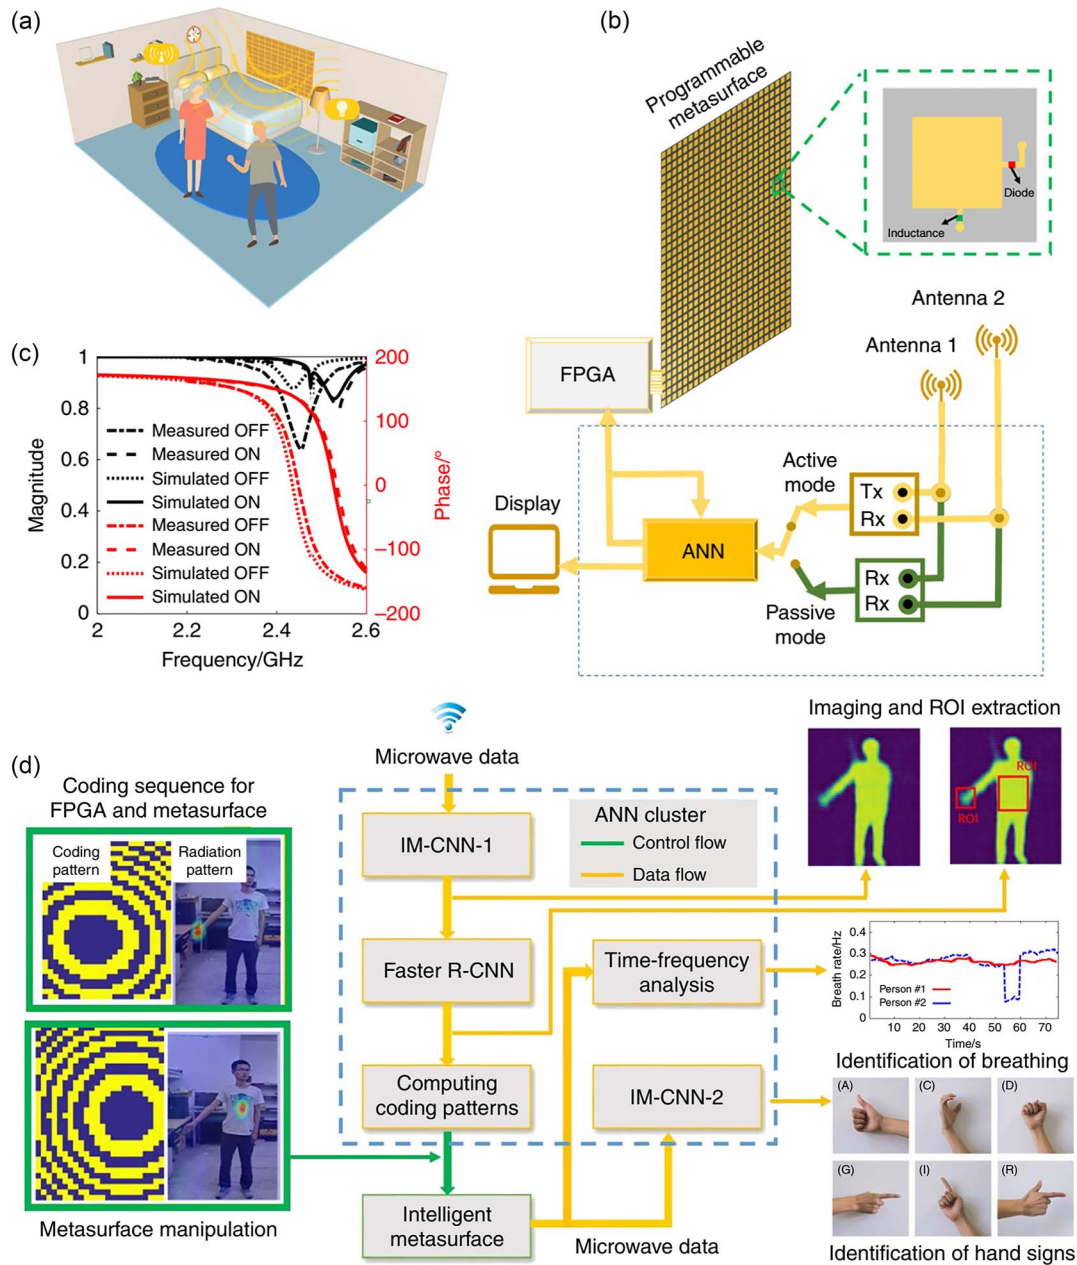 (a)
(b)
Programmable
metasurface
Diode
Inductance
Antenna 2
Antenna 1
FPGA
Active
mode
Tx
Rx
Display
ANN
Rx
Rx
Passive
mode
(c)
1
0.8
0.6
0.4
0.2
0
Magnitude
Measured OFF
Measured ON
Simulated OFF
Simulated ON
Measured OFF
Measured ON
Simulated OFF
Simulated ON
200
100
0
−100
−200
Phase/°
2
2.2
2.4
2.6
Frequency/GHz
(d)
Coding sequence for
FPGA and metasurface
Coding
pattern
Radiation
pattern
Metasurface manipulation
Microwave data
ANN cluster
Control flow
Data flow
IM-CNN-1
Faster R-CNN
Time-frequency
analysis
Computing
coding patterns
IM-CNN-2
Intelligent
metasurface
Microwave data
Imaging and ROI extraction
ROI
ROI
0.4
0.3
0.2
0.1
0
Breath rate/Hz
Person #1
Person #2
10
20
30
40
50
60
70
Time/s
Identification of breathing
(A)
(C)
(D)
(G)
(I)
(R)
Identification of hand signs